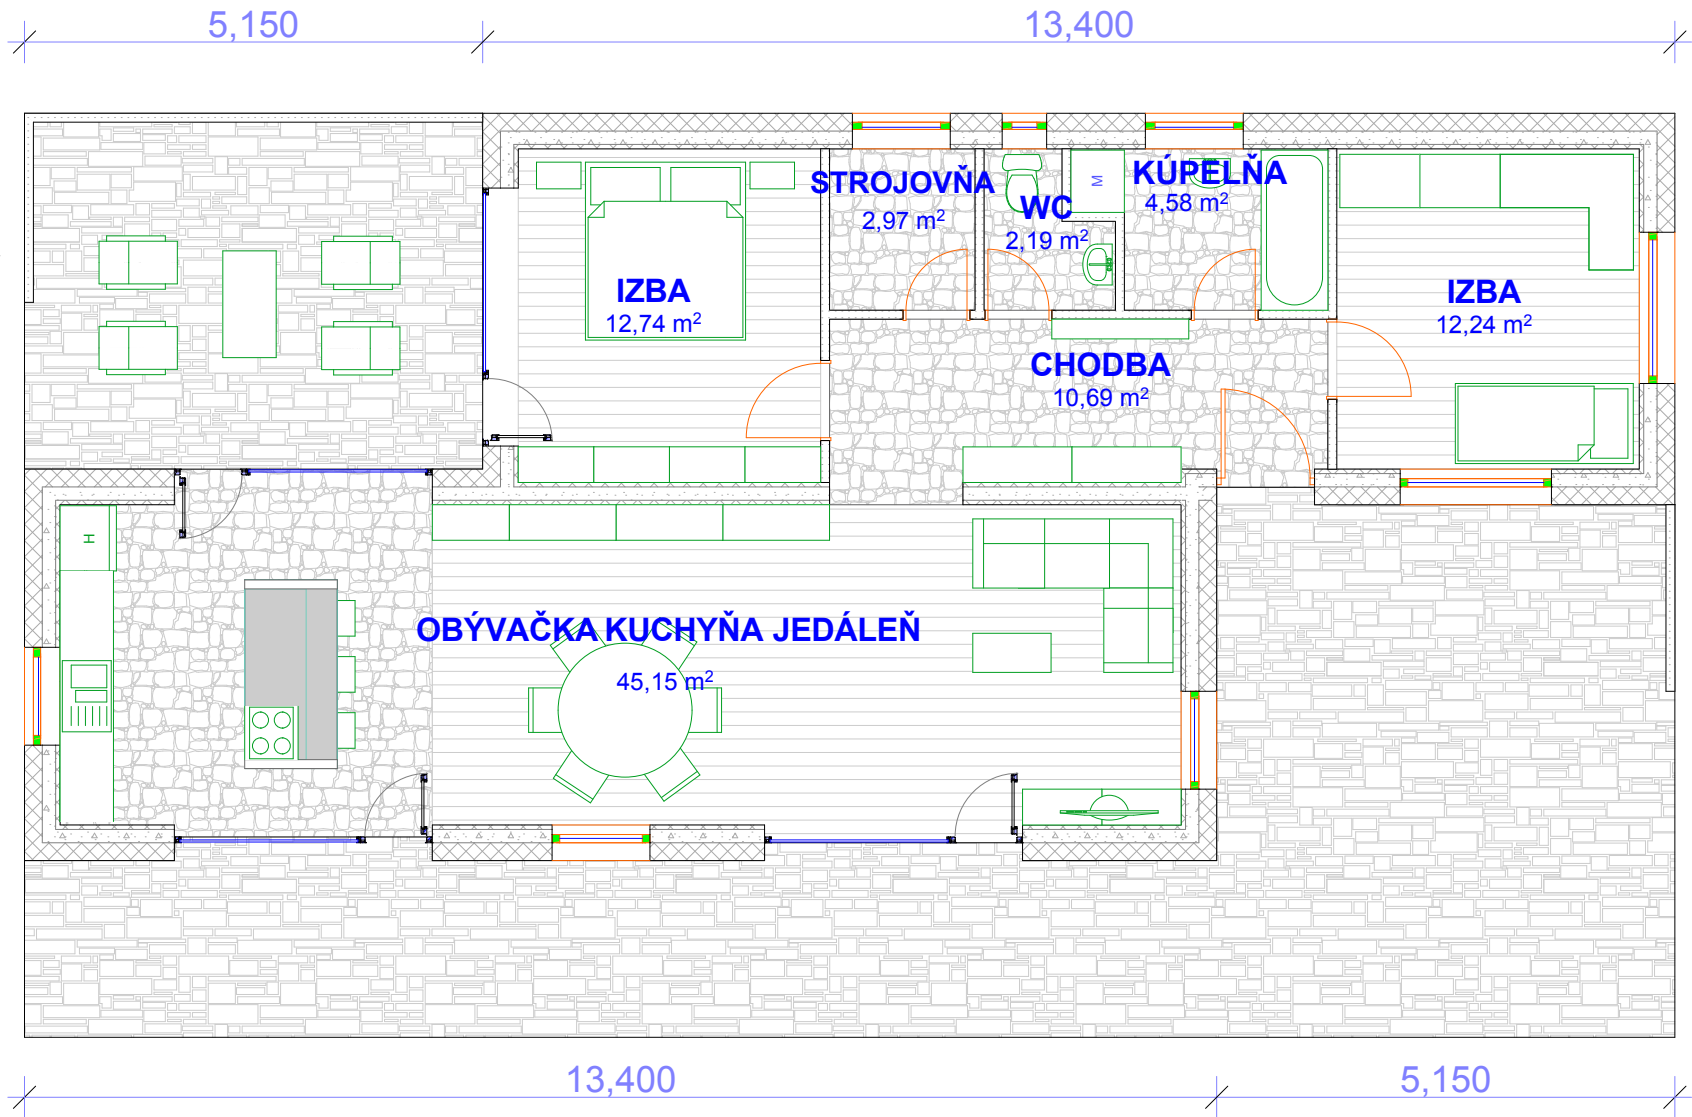 5,150
13,400
STROJOVŇA
2,97 m²
WC
2,19 m²
M
KÚPEĽŇA
4,58 m²
IZBA
12,74 m²
IZBA
12,24 m²
CHODBA
10,69 m²
H
OBÝVAČKA KUCHYŇA JEDÁLEŇ
45,15 m²
13,400
5,150